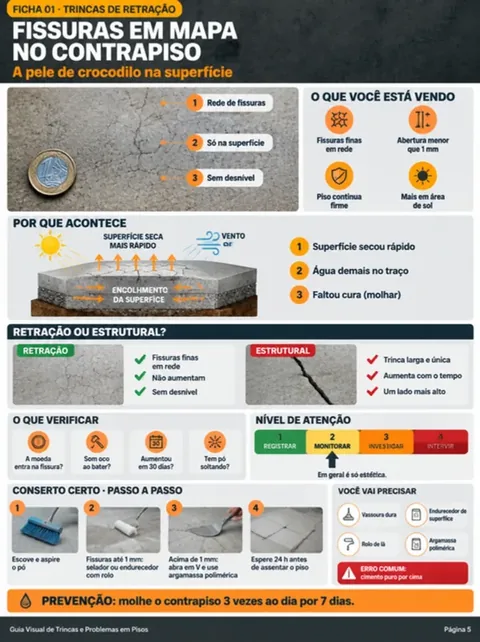 FICHA 01 · TRINCAS DE RETRAÇÃO
FISSURAS EM MAPA
NO CONTRAPISO
A pele de crocodilo na superfície
1 Rede de fissuras
2 Só na superfície
3 Sem desnível
O QUE VOCÊ ESTÁ VENDO
Fissuras finas
em rede
Abertura menor
que 1 mm
Piso continua
firme
Mais em área
de sol
POR QUE ACONTECE
SUPERFÍCIE SECA
MAIS RÁPIDO
VENTO
ENCOLHIMENTO
DA SUPERFÍCE
1 Superfície secou rápido
2 Água demais no traço
3 Faltou cura (molhar)
RETRAÇÃO OU ESTRUTURAL?
RETRAÇÃO
Fissuras finas
em rede
Não aumentam
Sem desnível
ESTRUTURAL
Trinca larga e única
Aumenta com o tempo
Um lado mais alto
O QUE VERIFICAR
A moeda
entra na fissura?
Som oco
ao bater?
30
Aumentou
em 30 dias?
Tem pó
soltando?
NÍVEL DE ATENÇÃO
1
REGISTRAR
2
MONITORAR
3
INVESTIGAR
4
INTERVIR
Em geral é só estética.
CONSERTO CERTO · PASSO A PASSO
1
Escove e aspire
o pó
2
Fissuras até 1 mm:
selador ou endurecedor
com rolo
3
Acima de 1 mm:
abra em V e use
argamassa polimérica
4
Espere 24 h antes
de assentar o piso
VOCÊ VAI PRECISAR
Vassoura dura
Endurecedor de
superfície
Rolo de lã
Argamassa
polimérica
ERRO COMUM:
cimento puro por cima
PREVENÇÃO: molhe o contrapiso 3 vezes ao dia por 7 dias.
Guia Visual de Trincas e Problemas em Pisos
Página 5